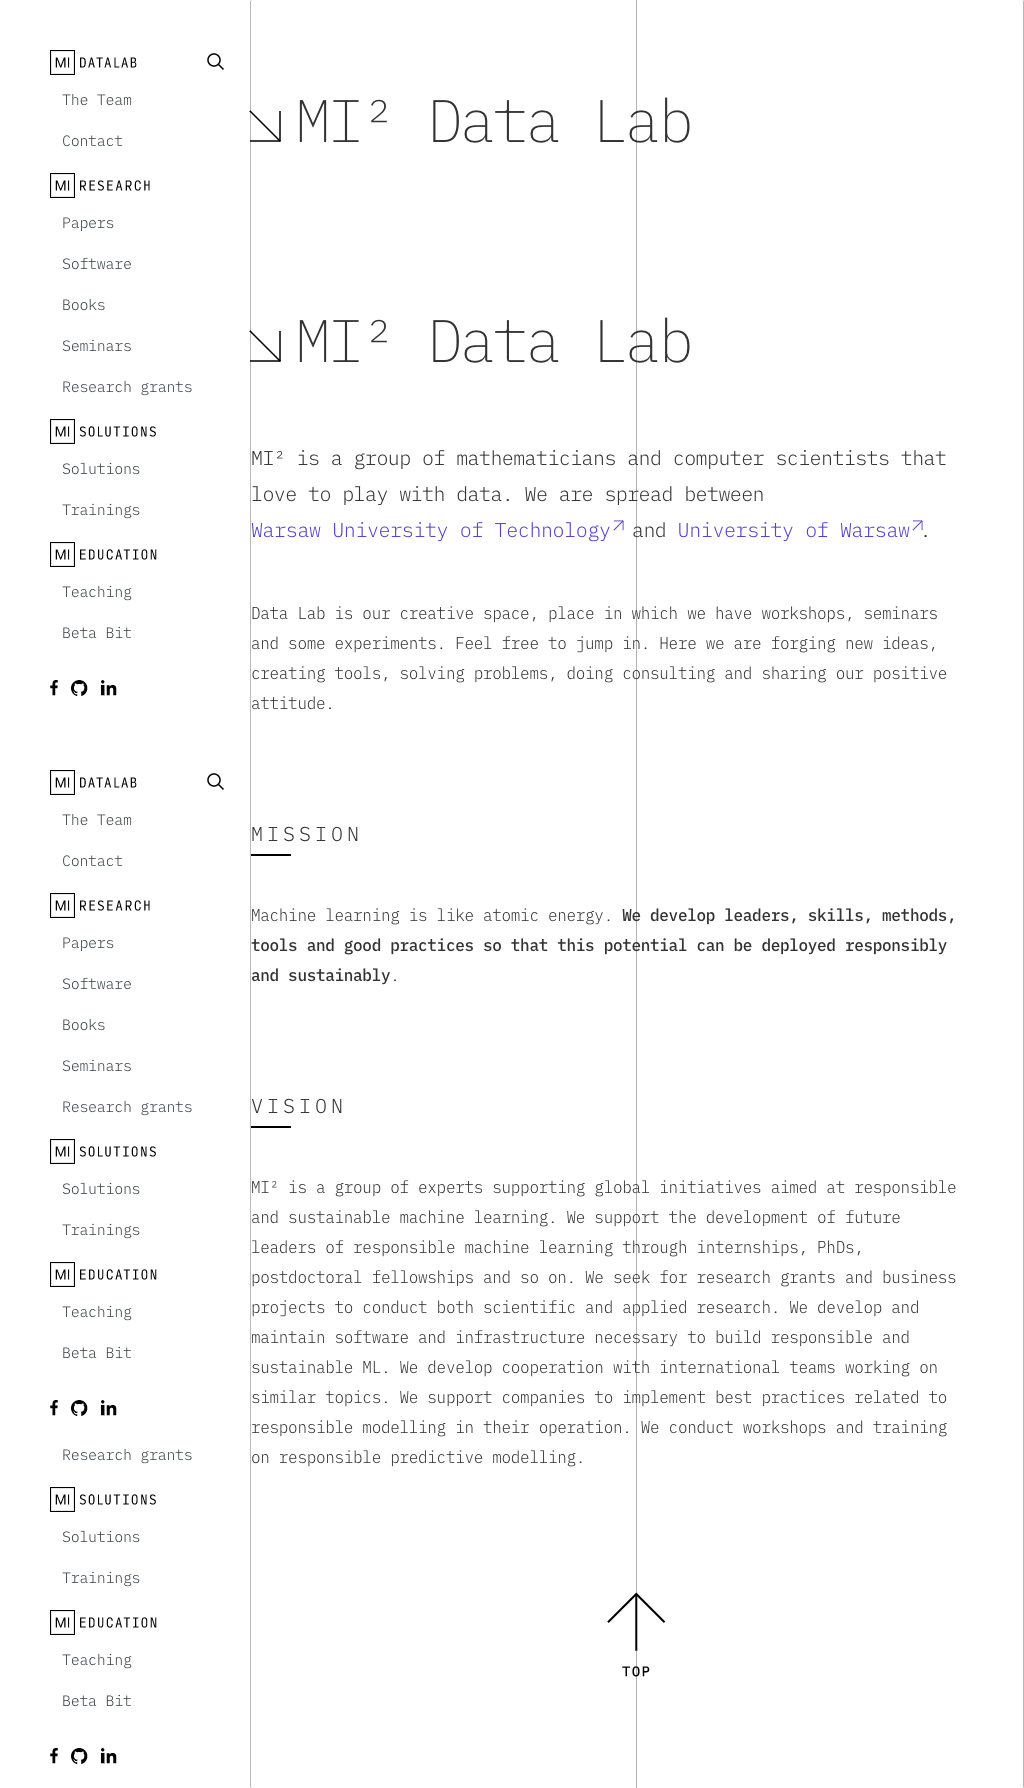 MI DATALAB
The Team
Contact
MI RESEARCH
Papers
Software
Books
Seminars
Research grants
MI SOLUTIONS
Solutions
Trainings
MI EDUCATION
Teaching
Beta Bit
MI DATALAB
The Team
Contact
MI RESEARCH
Papers
Software
Books
Seminars
Research grants
MI SOLUTIONS
Solutions
Trainings
MI EDUCATION
Teaching
Beta Bit
Research grants
MI SOLUTIONS
Solutions
Trainings
MI EDUCATION
Teaching
Beta Bit
MI² Data Lab
MI² Data Lab
MI² is a group of mathematicians and computer scientists that
love to play with data. We are spread between
Warsaw University of Technology and University of Warsaw.
Data Lab is our creative space, place in which we have workshops, seminars
and some experiments. Feel free to jump in. Here we are forging new ideas,
creating tools, solving problems, doing consulting and sharing our positive
attitude.
MISSION
Machine learning is like atomic energy. We develop leaders, skills, methods,
tools and good practices so that this potential can be deployed responsibly
and sustainably.
VISION
MI² is a group of experts supporting global initiatives aimed at responsible
and sustainable machine learning. We support the development of future
leaders of responsible machine learning through internships, PhDs,
postdoctoral fellowships and so on. We seek for research grants and business
projects to conduct both scientific and applied research. We develop and
maintain software and infrastructure necessary to build responsible and
sustainable ML. We develop cooperation with international teams working on
similar topics. We support companies to implement best practices related to
responsible modelling in their operation. We conduct workshops and training
on responsible predictive modelling.
TOP